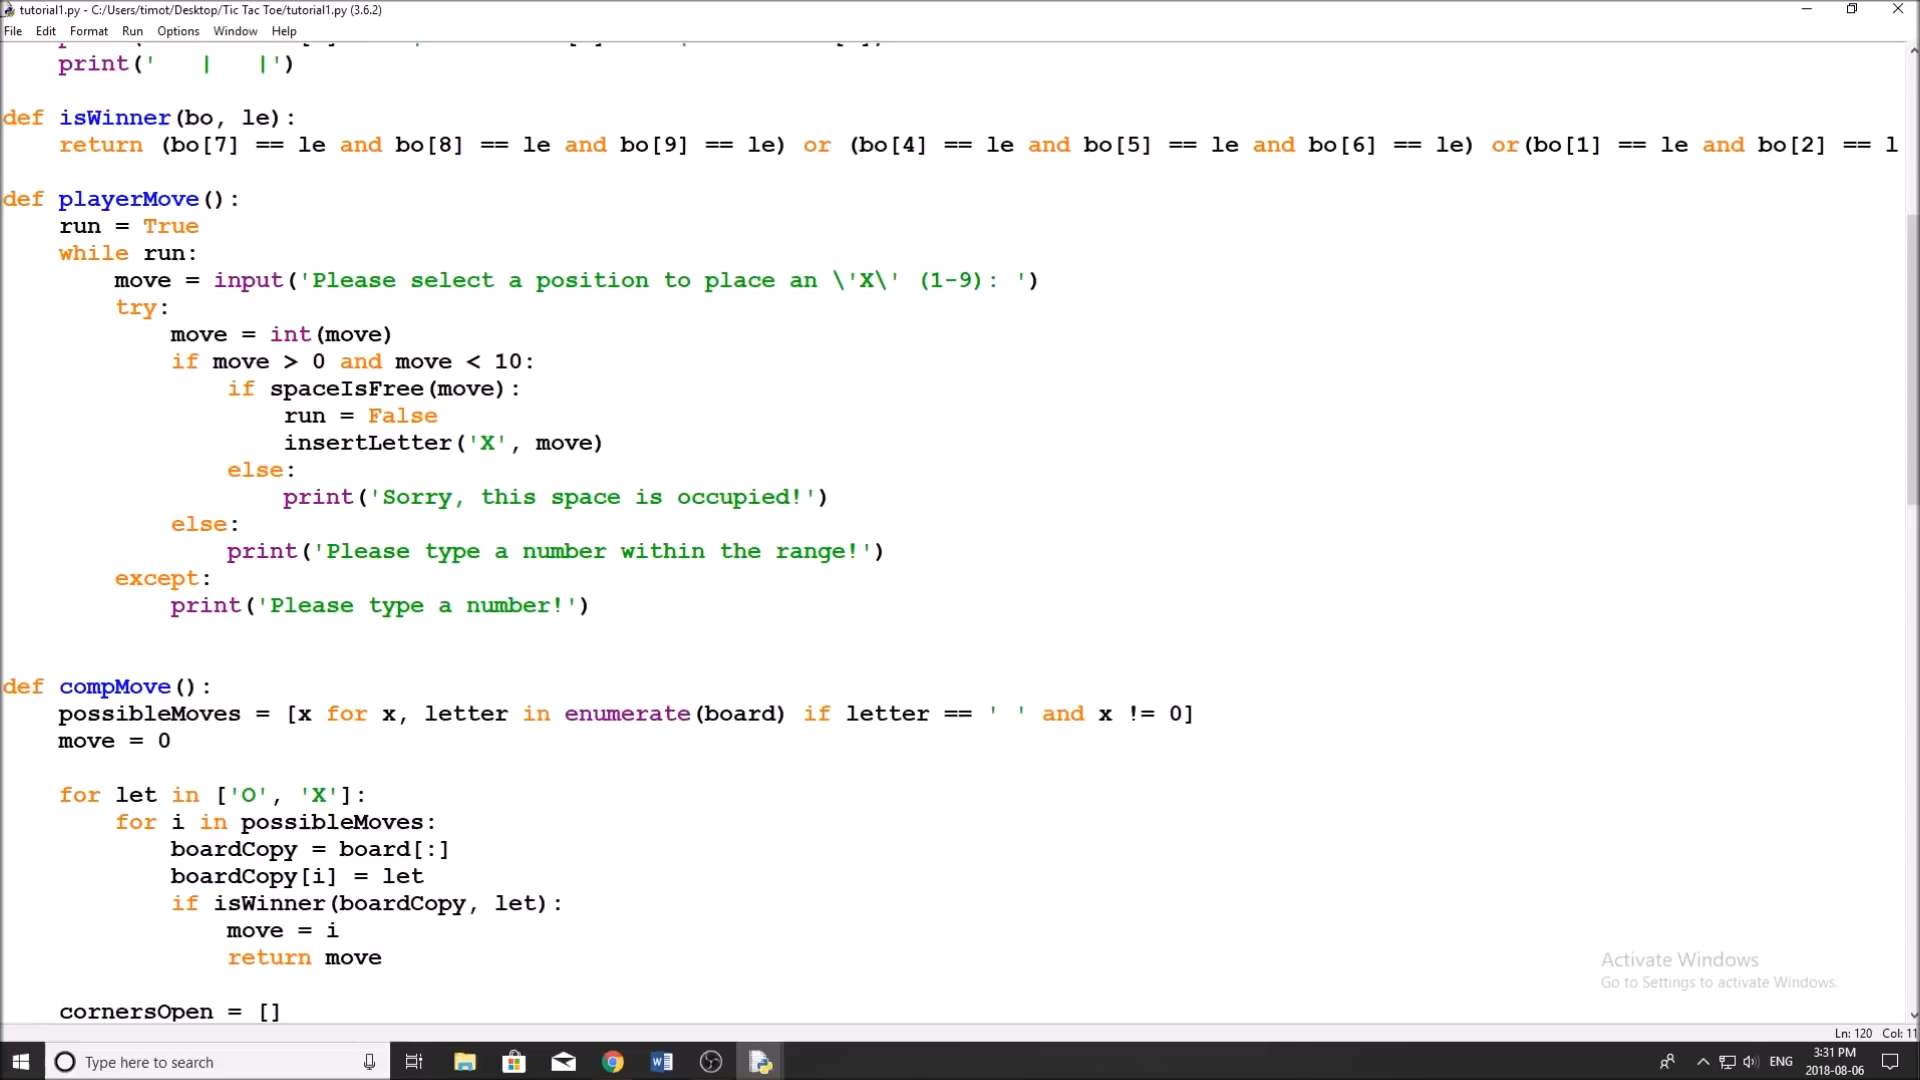 tutorial1.py - C:/Users/timot/Desktop/Tic Tac Toe/tutorial1.py (3.6.2)
File Edit Format Run Options Window Help
print('   |   |')
def isWinner(bo, le):
    return (bo[7] == le and bo[8] == le and bo[9] == le) or (bo[4] == le and bo[5] == le and bo[6] == le) or(bo[1] == le and bo[2] == l
def playerMove():
    run = True
    while run:
        move = input('Please select a position to place an \'X\' (1-9): ')
        try:
            move = int(move)
            if move > 0 and move < 10:
                if spaceIsFree(move):
                    run = False
                    insertLetter('X', move)
                else:
                    print('Sorry, this space is occupied!')
            else:
                print('Please type a number within the range!')
        except:
            print('Please type a number!')
def compMove():
    possibleMoves = [x for x, letter in enumerate(board) if letter == ' ' and x != 0]
    move = 0
    for let in ['O', 'X']:
        for i in possibleMoves:
            boardCopy = board[:]
            boardCopy[i] = let
            if isWinner(boardCopy, let):
                move = i
                return move
    cornersOpen = []
Activate Windows
Go to Settings to activate Windows.
Ln: 120 Col: 11
Type here to search
ENG
3:31 PM
2018-08-06